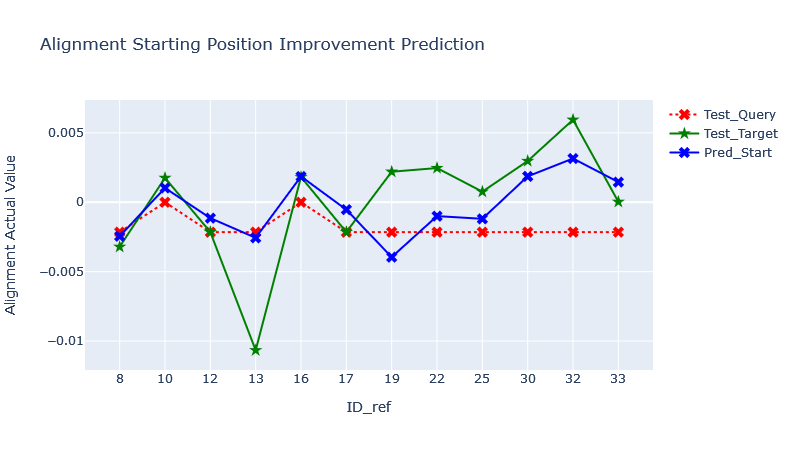 Alignment Starting Position Improvement Prediction
Test_Query
Test_Target
Pred_Start
Alignment Actual Value
0.005
0
−0.005
−0.01
8 10 12 13 16 17 19 22 25 30 32 33
ID_ref